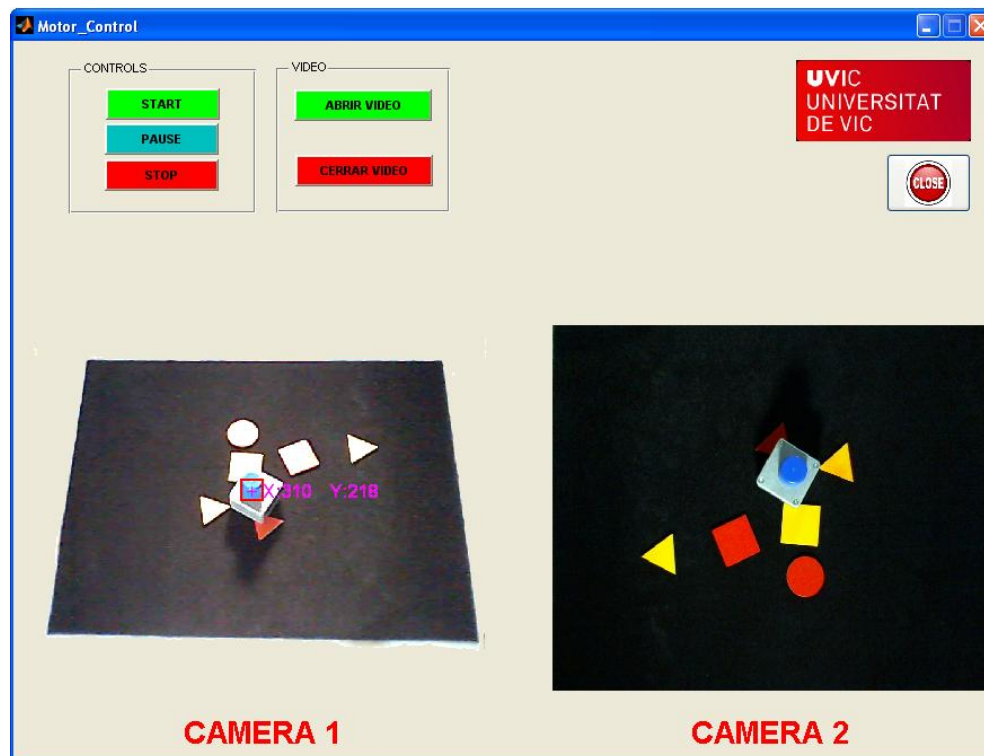 Motor_Control
CONTROLS
START
PAUSE
STOP
VIDEO
ABRIR VIDEO
CERRAR VIDEO
UVIC
UNIVERSITAT
DE VIC
CLOSE
X:310 Y:218
CAMERA 1
CAMERA 2